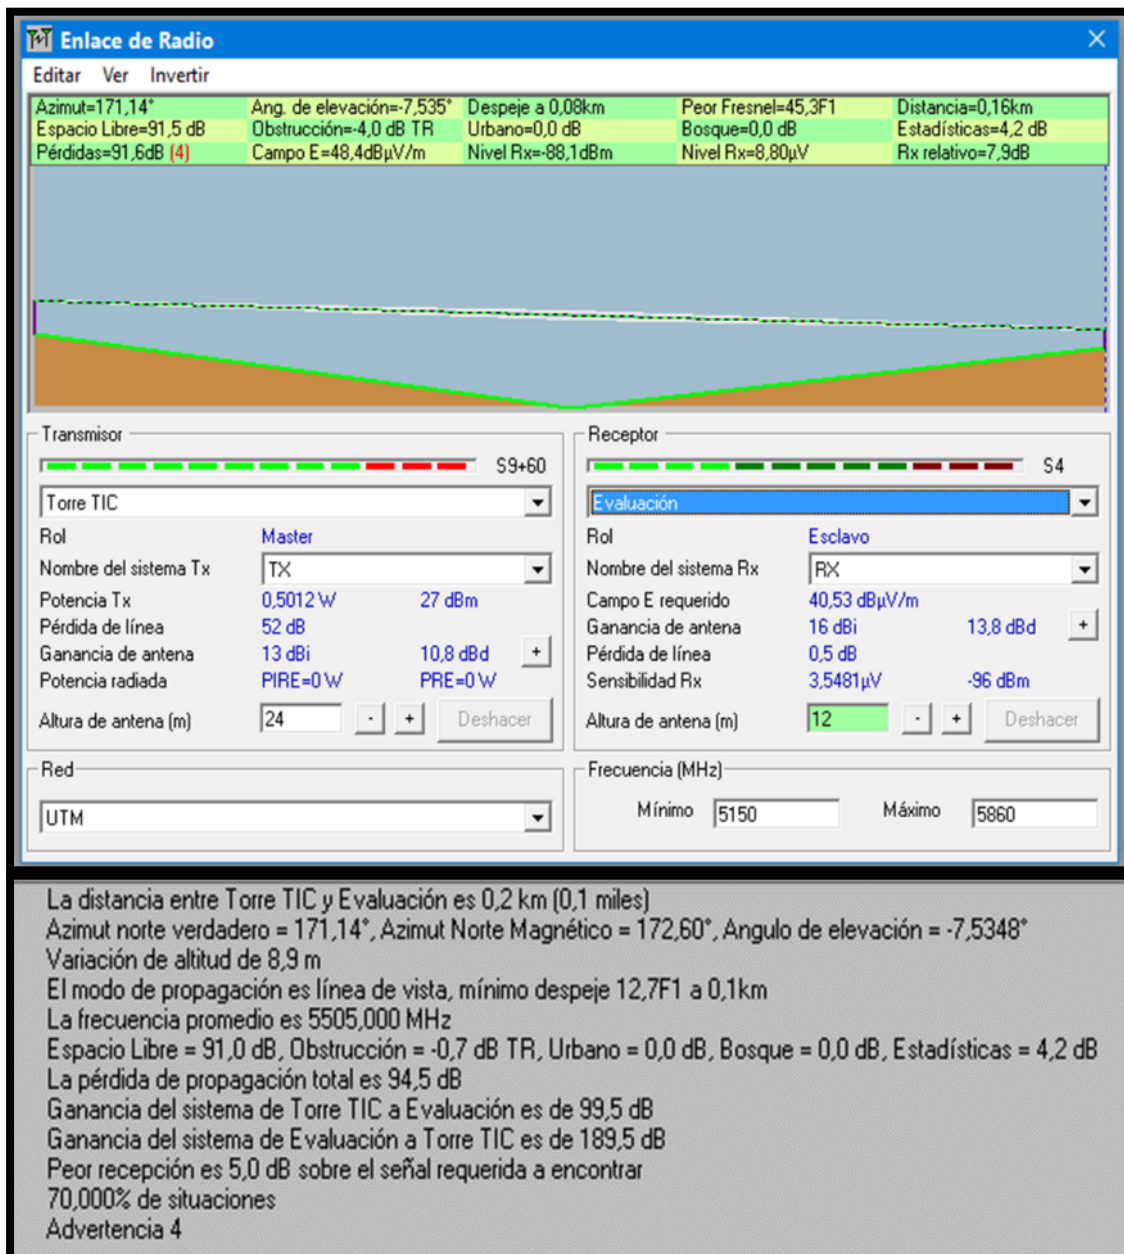 Enlace de Radio
Editar Ver Invertir
Azimut=171,14° Ang. de elevación=-7,535° Despeje a 0,08km Peor Fresnel=45,3F1 Distancia=0,16km
Espacio Libre=91,5 dB Obstrucción=-4,0 dB TR Urbano=0,0 dB Bosque=0,0 dB Estadísticas=4,2 dB
Pérdidas=91,6dB (4) Campo E=48,4dBµV/m Nivel Rx=-88,1dBm Nivel Rx=8,80µV Rx relativo=7,9dB
Transmisor
S9+60
Torre TIC
Rol Master
Nombre del sistema Tx TX
Potencia Tx 0,5012 W 27 dBm
Pérdida de línea 52 dB
Ganancia de antena 13 dBi 10,8 dBd +
Potencia radiada PIRE=0 W PRE=0 W
Altura de antena (m) 24 - + Deshacer
Receptor
S4
Evaluación
Rol Esclavo
Nombre del sistema Rx RX
Campo E requerido 40,53 dBµV/m
Ganancia de antena 16 dBi 13,8 dBd +
Pérdida de línea 0,5 dB
Sensibilidad Rx 3,5481µV -96 dBm
Altura de antena (m) 12 - + Deshacer
Red
UTM
Frecuencia (MHz)
Mínimo 5150 Máximo 5860
La distancia entre Torre TIC y Evaluación es 0,2 km (0,1 miles)
Azimut norte verdadero = 171,14°, Azimut Norte Magnético = 172,60°, Angulo de elevación = -7,5348°
Variación de altitud de 8,9 m
El modo de propagación es línea de vista, mínimo despeje 12,7F1 a 0,1km
La frecuencia promedio es 5505,000 MHz
Espacio Libre = 91,0 dB, Obstrucción = -0,7 dB TR, Urbano = 0,0 dB, Bosque = 0,0 dB, Estadísticas = 4,2 dB
La pérdida de propagación total es 94,5 dB
Ganancia del sistema de Torre TIC a Evaluación es de 99,5 dB
Ganancia del sistema de Evaluación a Torre TIC es de 189,5 dB
Peor recepción es 5,0 dB sobre el señal requerida a encontrar
70,000% de situaciones
Advertencia 4